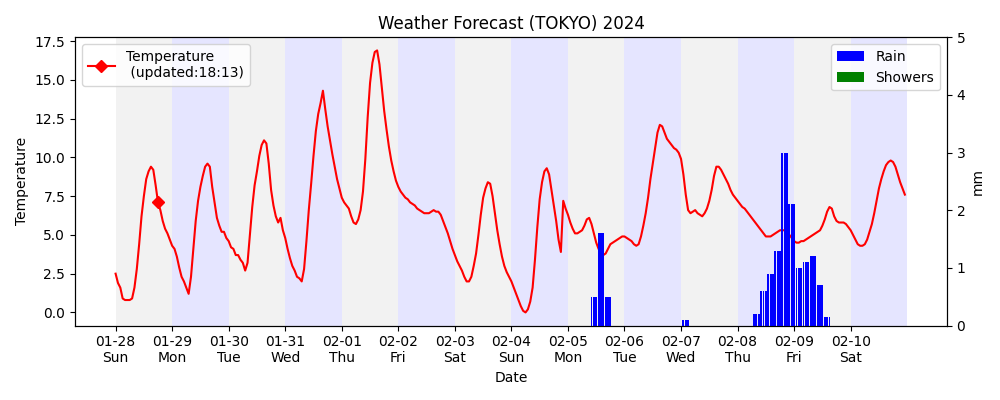 Weather Forecast (TOKYO) 2024
Temperature
(updated:18:13)
Rain
Showers
Temperature
17.5
15.0
12.5
10.0
7.5
5.0
2.5
0.0
5
4
3
2
1
0
mm
01-28 01-29 01-30 01-31 02-01 02-02 02-03 02-04 02-05 02-06 02-07 02-08 02-09 02-10
Sun Mon Tue Wed Thu Fri Sat Sun Mon Tue Wed Thu Fri Sat
Date